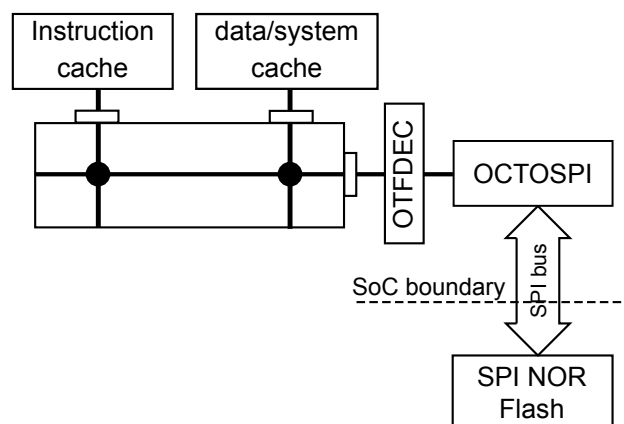 Instruction
cache
data/system
cache
OTFDEC
OCTOSPI
SoC boundary
SPI bus
SPI NOR
Flash